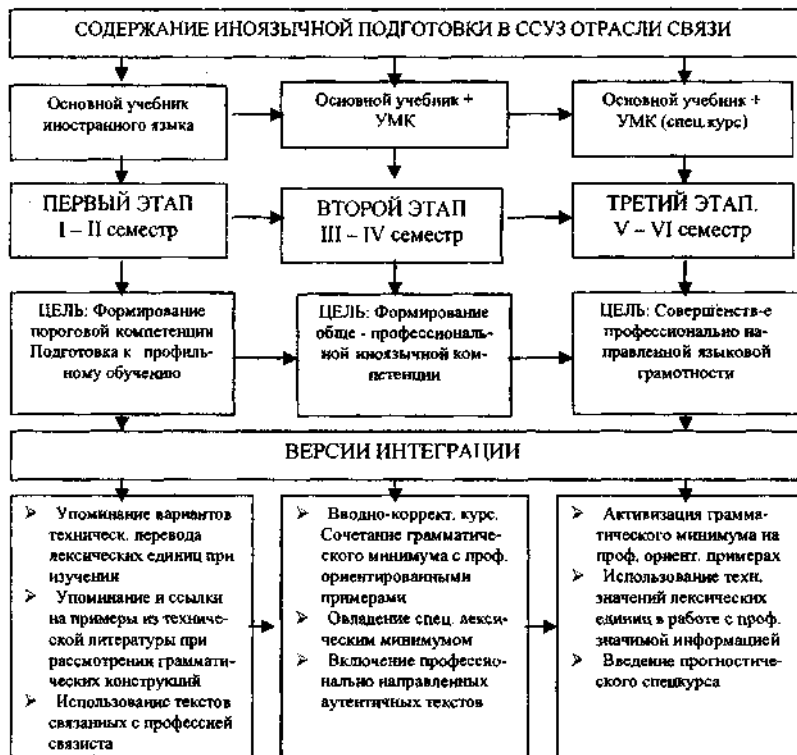 СОДЕРЖАНИЕ ИНОЯЗЫЧНОЙ ПОДГОТОВКИ В ССУЗ ОТРАСЛИ СВЯЗИ
Основной учебник
иностранного языка
Основной учебник +
УМК
Основной учебник +
УМК (спец.курс)
ПЕРВЫЙ ЭТАП
I – II семестр
ВТОРОЙ ЭТАП
III – IV семестр
ТРЕТИЙ ЭТАП.
V – VI семестр
ЦЕЛЬ: Формирование
пороговой компетенции
Подготовка к профиль-
ному обучению
ЦЕЛЬ: Формирование
обще - профессиональ-
ной иноязычной ком-
петенции
ЦЕЛЬ: Совершенств-е
профессионально на-
правленной языковой
грамотности
ВЕРСИИ ИНТЕГРАЦИИ
➢ Упоминание вариантов
техническ. перевода
лексических единиц при
изучении
➢ Упоминание и ссылки
на примеры из техниче-
ской литературы при
рассмотрении граммати-
ческих конструкций
➢ Использование текстов
связанных с профессией
связиста
➢ Вводно-коррект. курс.
Сочетание грамматиче-
ского минимума с проф.
ориентированными
примерами
➢ Овладение спец. лекси-
ческим минимумом
➢ Включение профессио-
нально направленных
аутентичных текстов
➢ Активизация грамма-
тического минимума на
проф. ориент. примерах
➢ Использование техн.
значений лексических
единиц в работе с проф.
значимой информацией
➢ Введение прогностиче-
ского спецкурса